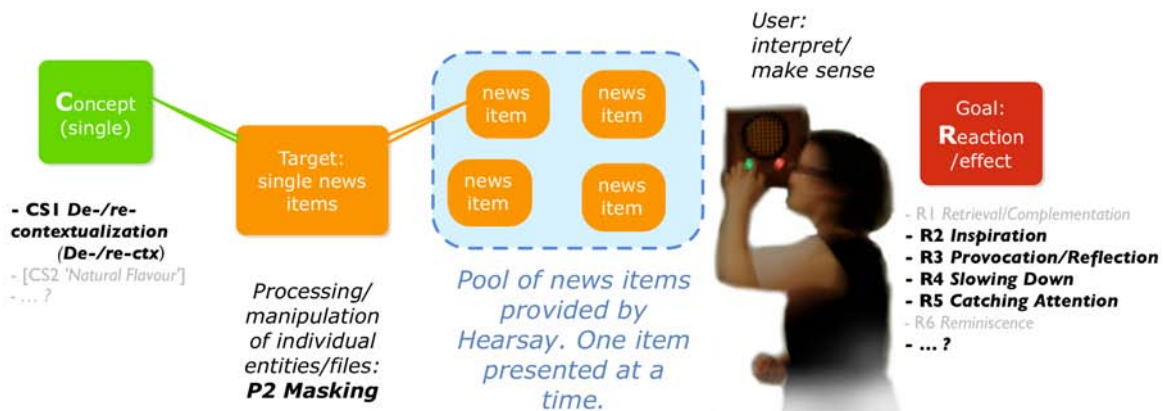 Concept
(single)
- CS1 De-/re-
contextualization
(De-/re-ctx)
- [CS2 'Natural Flavour']
- ... ?
Target:
single news
items
Processing/
manipulation
of individual
entities/files:
P2 Masking
news
item
news
item
news
item
news
item
Pool of news items
provided by
Hearsay. One item
presented at a
time.
User:
interpret/
make sense
Goal:
Reaction
/effect
- R1 Retrieval/Complementation
- R2 Inspiration
- R3 Provocation/Reflection
- R4 Slowing Down
- R5 Catching Attention
- R6 Reminiscence
- ... ?